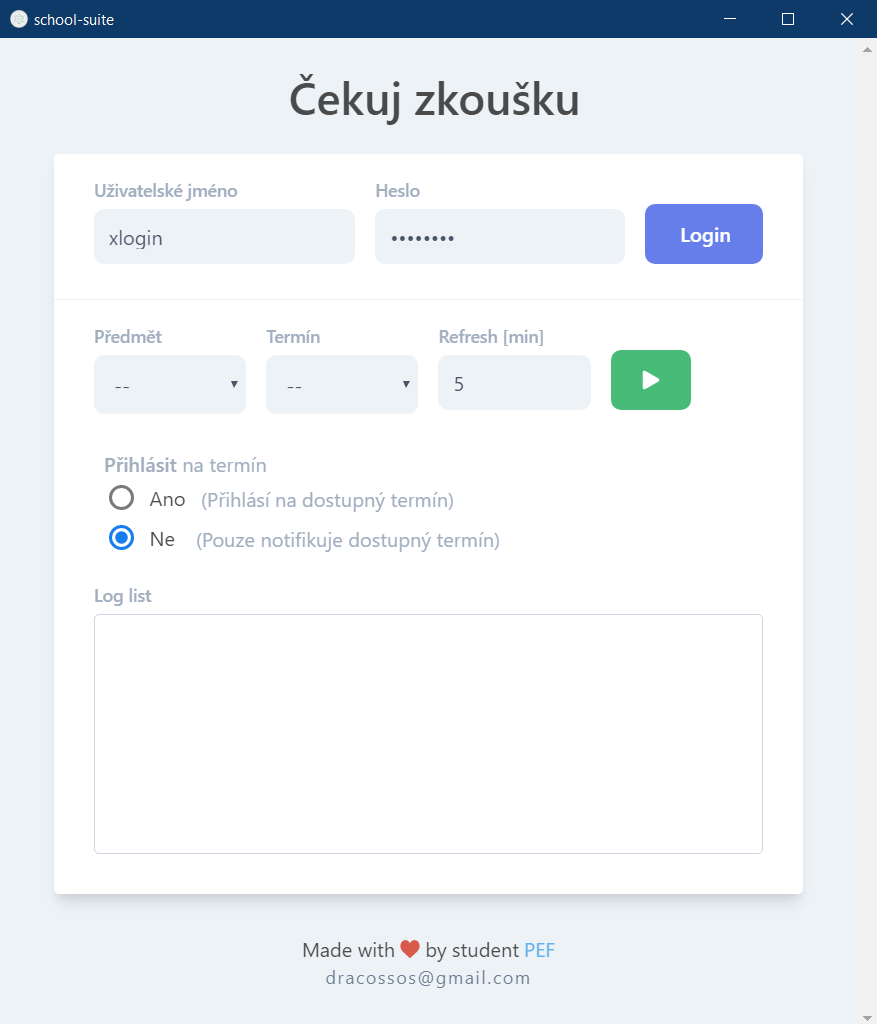 school-suite
Čekuj zkoušku
Uživatelské jméno Heslo
xlogin •••••••• Login
Předmět Termín Refresh [min]
-- -- 5
Přihlásit na termín
Ano (Přihlásí na dostupný termín)
Ne (Pouze notifikuje dostupný termín)
Log list
Made with ❤ by student PEF
dracossos@gmail.com